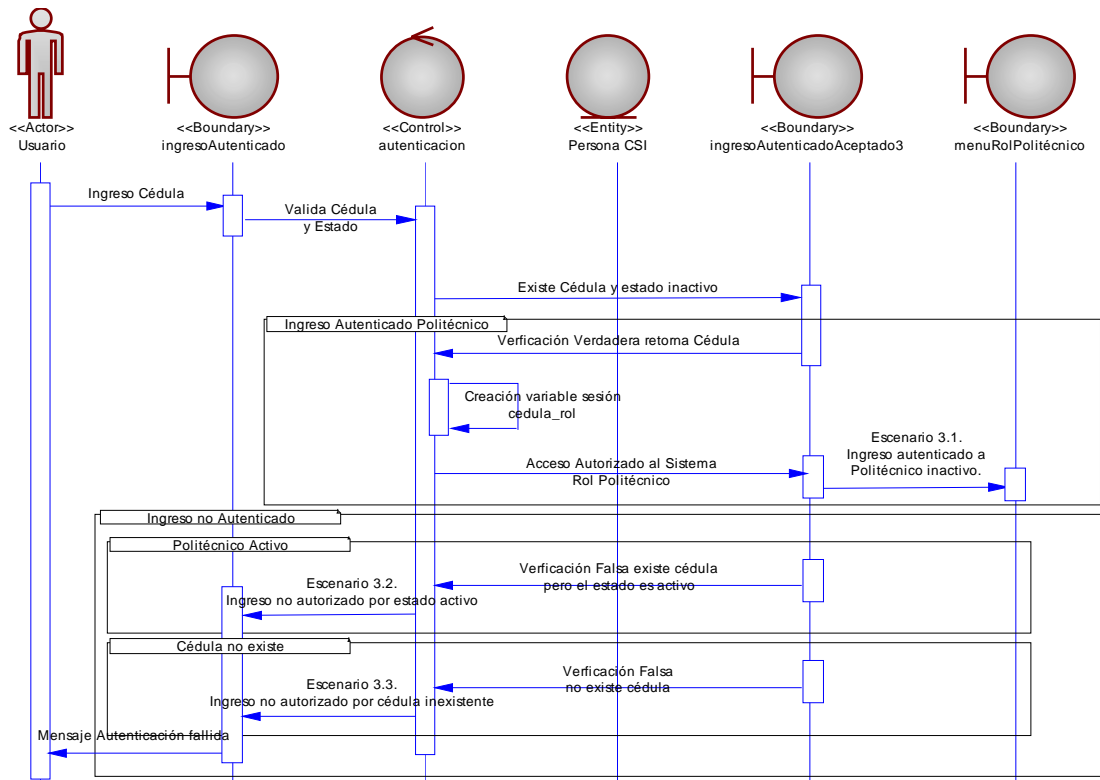 <<Actor>>
Usuario
<<Boundary>>
ingresoAutenticado
<<Control>>
autenticacion
<<Entity>>
Persona CSI
<<Boundary>>
ingresoAutenticadoAceptado3
<<Boundary>>
menuRolPolitécnico
Ingreso Cédula
Valida Cédula
y Estado
Existe Cédula y estado inactivo
Ingreso Autenticado Politécnico
Verficación Verdadera retorna Cédula
Creación variable sesión
cedula_rol
Acceso Autorizado al Sistema
Rol Politécnico
Escenario 3.1.
Ingreso autenticado a
Politécnico inactivo.
Ingreso no Autenticado
Politécnico Activo
Verficación Falsa existe cédula
pero el estado es activo
Escenario 3.2.
Ingreso no autorizado por estado activo
Cédula no existe
Verficación Falsa
no existe cédula
Escenario 3.3.
Ingreso no autorizado por cédula inexistente
Mensaje Autenticación fallida